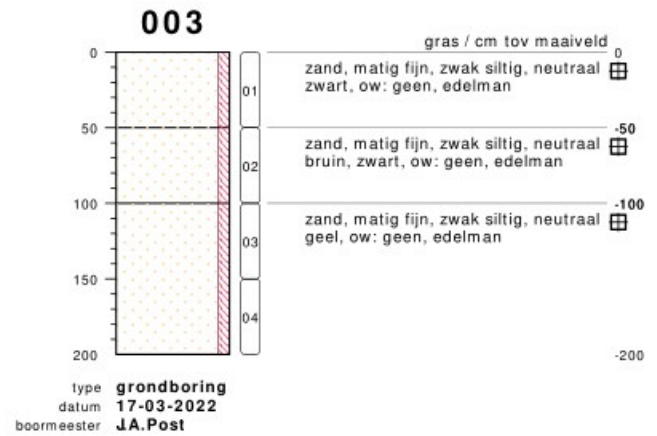 003
gras / cm tov maaiveld
0
0
zand, matig fijn, zwak siltig, neutraal
zwart, ow: geen, edelman
01
50
-50
zand, matig fijn, zwak siltig, neutraal
bruin, zwart, ow: geen, edelman
02
100
-100
zand, matig fijn, zwak siltig, neutraal
geel, ow: geen, edelman
03
150
04
200
-200
type grondboring
datum 17-03-2022
boormeester J.A.Post